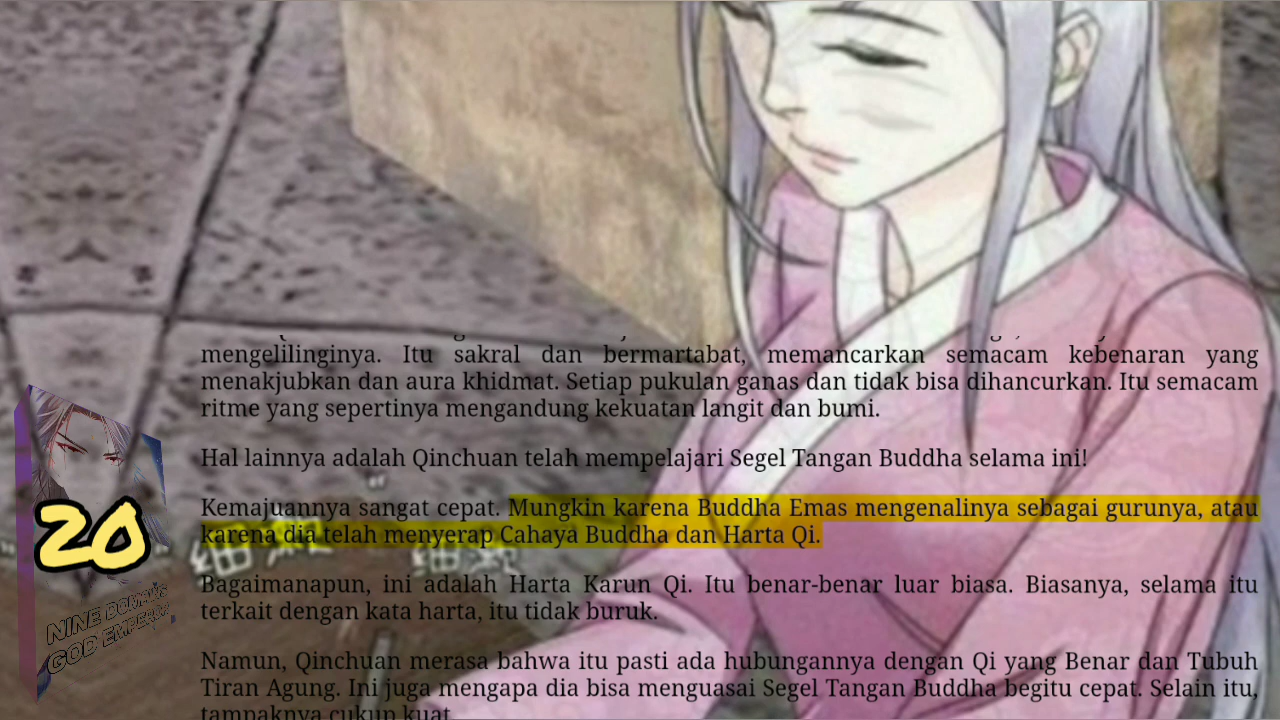 mengelilinginya. Itu sakral dan bermartabat, memancarkan semacam kebenaran yang
menakjubkan dan aura khidmat. Setiap pukulan ganas dan tidak bisa dihancurkan. Itu semacam
ritme yang sepertinya mengandung kekuatan langit dan bumi.
Hal lainnya adalah Qinchuan telah mempelajari Segel Tangan Buddha selama ini!
Kemajuannya sangat cepat. Mungkin karena Buddha Emas mengenalinya sebagai gurunya, atau
karena dia telah menyerap Cahaya Buddha dan Harta Qi.
Bagaimanapun, ini adalah Harta Karun Qi. Itu benar-benar luar biasa. Biasanya, selama itu
terkait dengan kata harta, itu tidak buruk.
Namun, Qinchuan merasa bahwa itu pasti ada hubungannya dengan Qi yang Benar dan Tubuh
Tiran Agung. Ini juga mengapa dia bisa menguasai Segel Tangan Buddha begitu cepat. Selain itu,
tampaknya cukup kuat
20
NINE DOMAINS
GOD EMPEROR